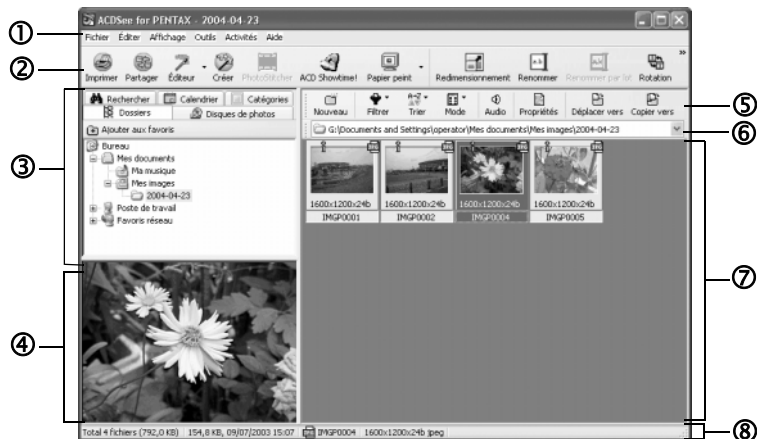 ACDSee for PENTAX - 2004-04-23
①
Fichier Éditer Affichage Outils Activités Aide
②
Imprimer Partager Éditeur Créer PhotoStitcher ACD Showtime! Papier peint Redimensionnement Renommer Renommer par lot Rotation »
③
Rechercher Calendrier Catégories
Dossiers Disques de photos
Ajouter aux favoris
Bureau
Mes documents
Ma musique
Mes images
2004-04-23
Poste de travail
Favoris réseau
④
Nouveau Filtrer Trier Mode Audio Propriétés Déplacer vers Copier vers
⑤
G:\Documents and Settings\operator\Mes documents\Mes images\2004-04-23
⑥
1600x1200x24b 1600x1200x24b 1600x1200x24b 1600x1200x24b
IMGP0001 IMGP0002 IMGP0004 IMGP0005
⑦
Total 4 fichiers (792,0 KB) 154,8 KB, 09/07/2003 15:07 IMGP0004 1600x1200x24b jpeg
⑧